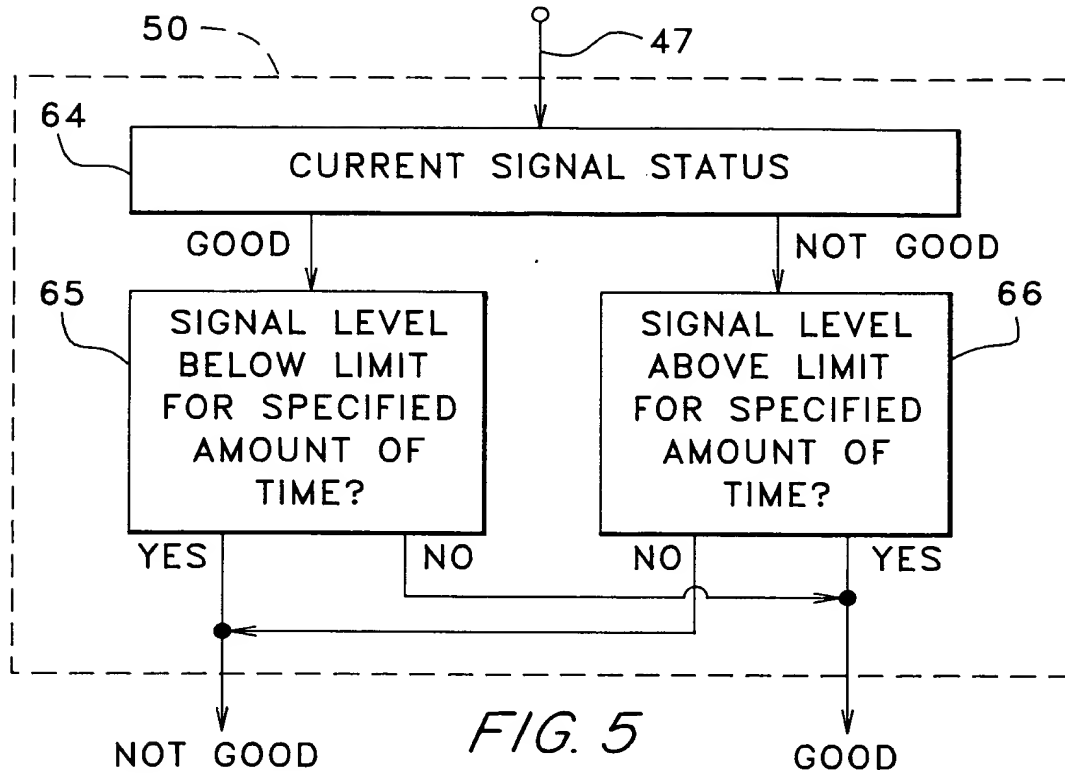 50
47
64
CURRENT SIGNAL STATUS
GOOD
NOT GOOD
65
66
SIGNAL LEVEL
BELOW LIMIT
FOR SPECIFIED
AMOUNT OF
TIME?
SIGNAL LEVEL
ABOVE LIMIT
FOR SPECIFIED
AMOUNT OF
TIME?
YES
NO
NO
YES
NOT GOOD
FIG. 5
GOOD